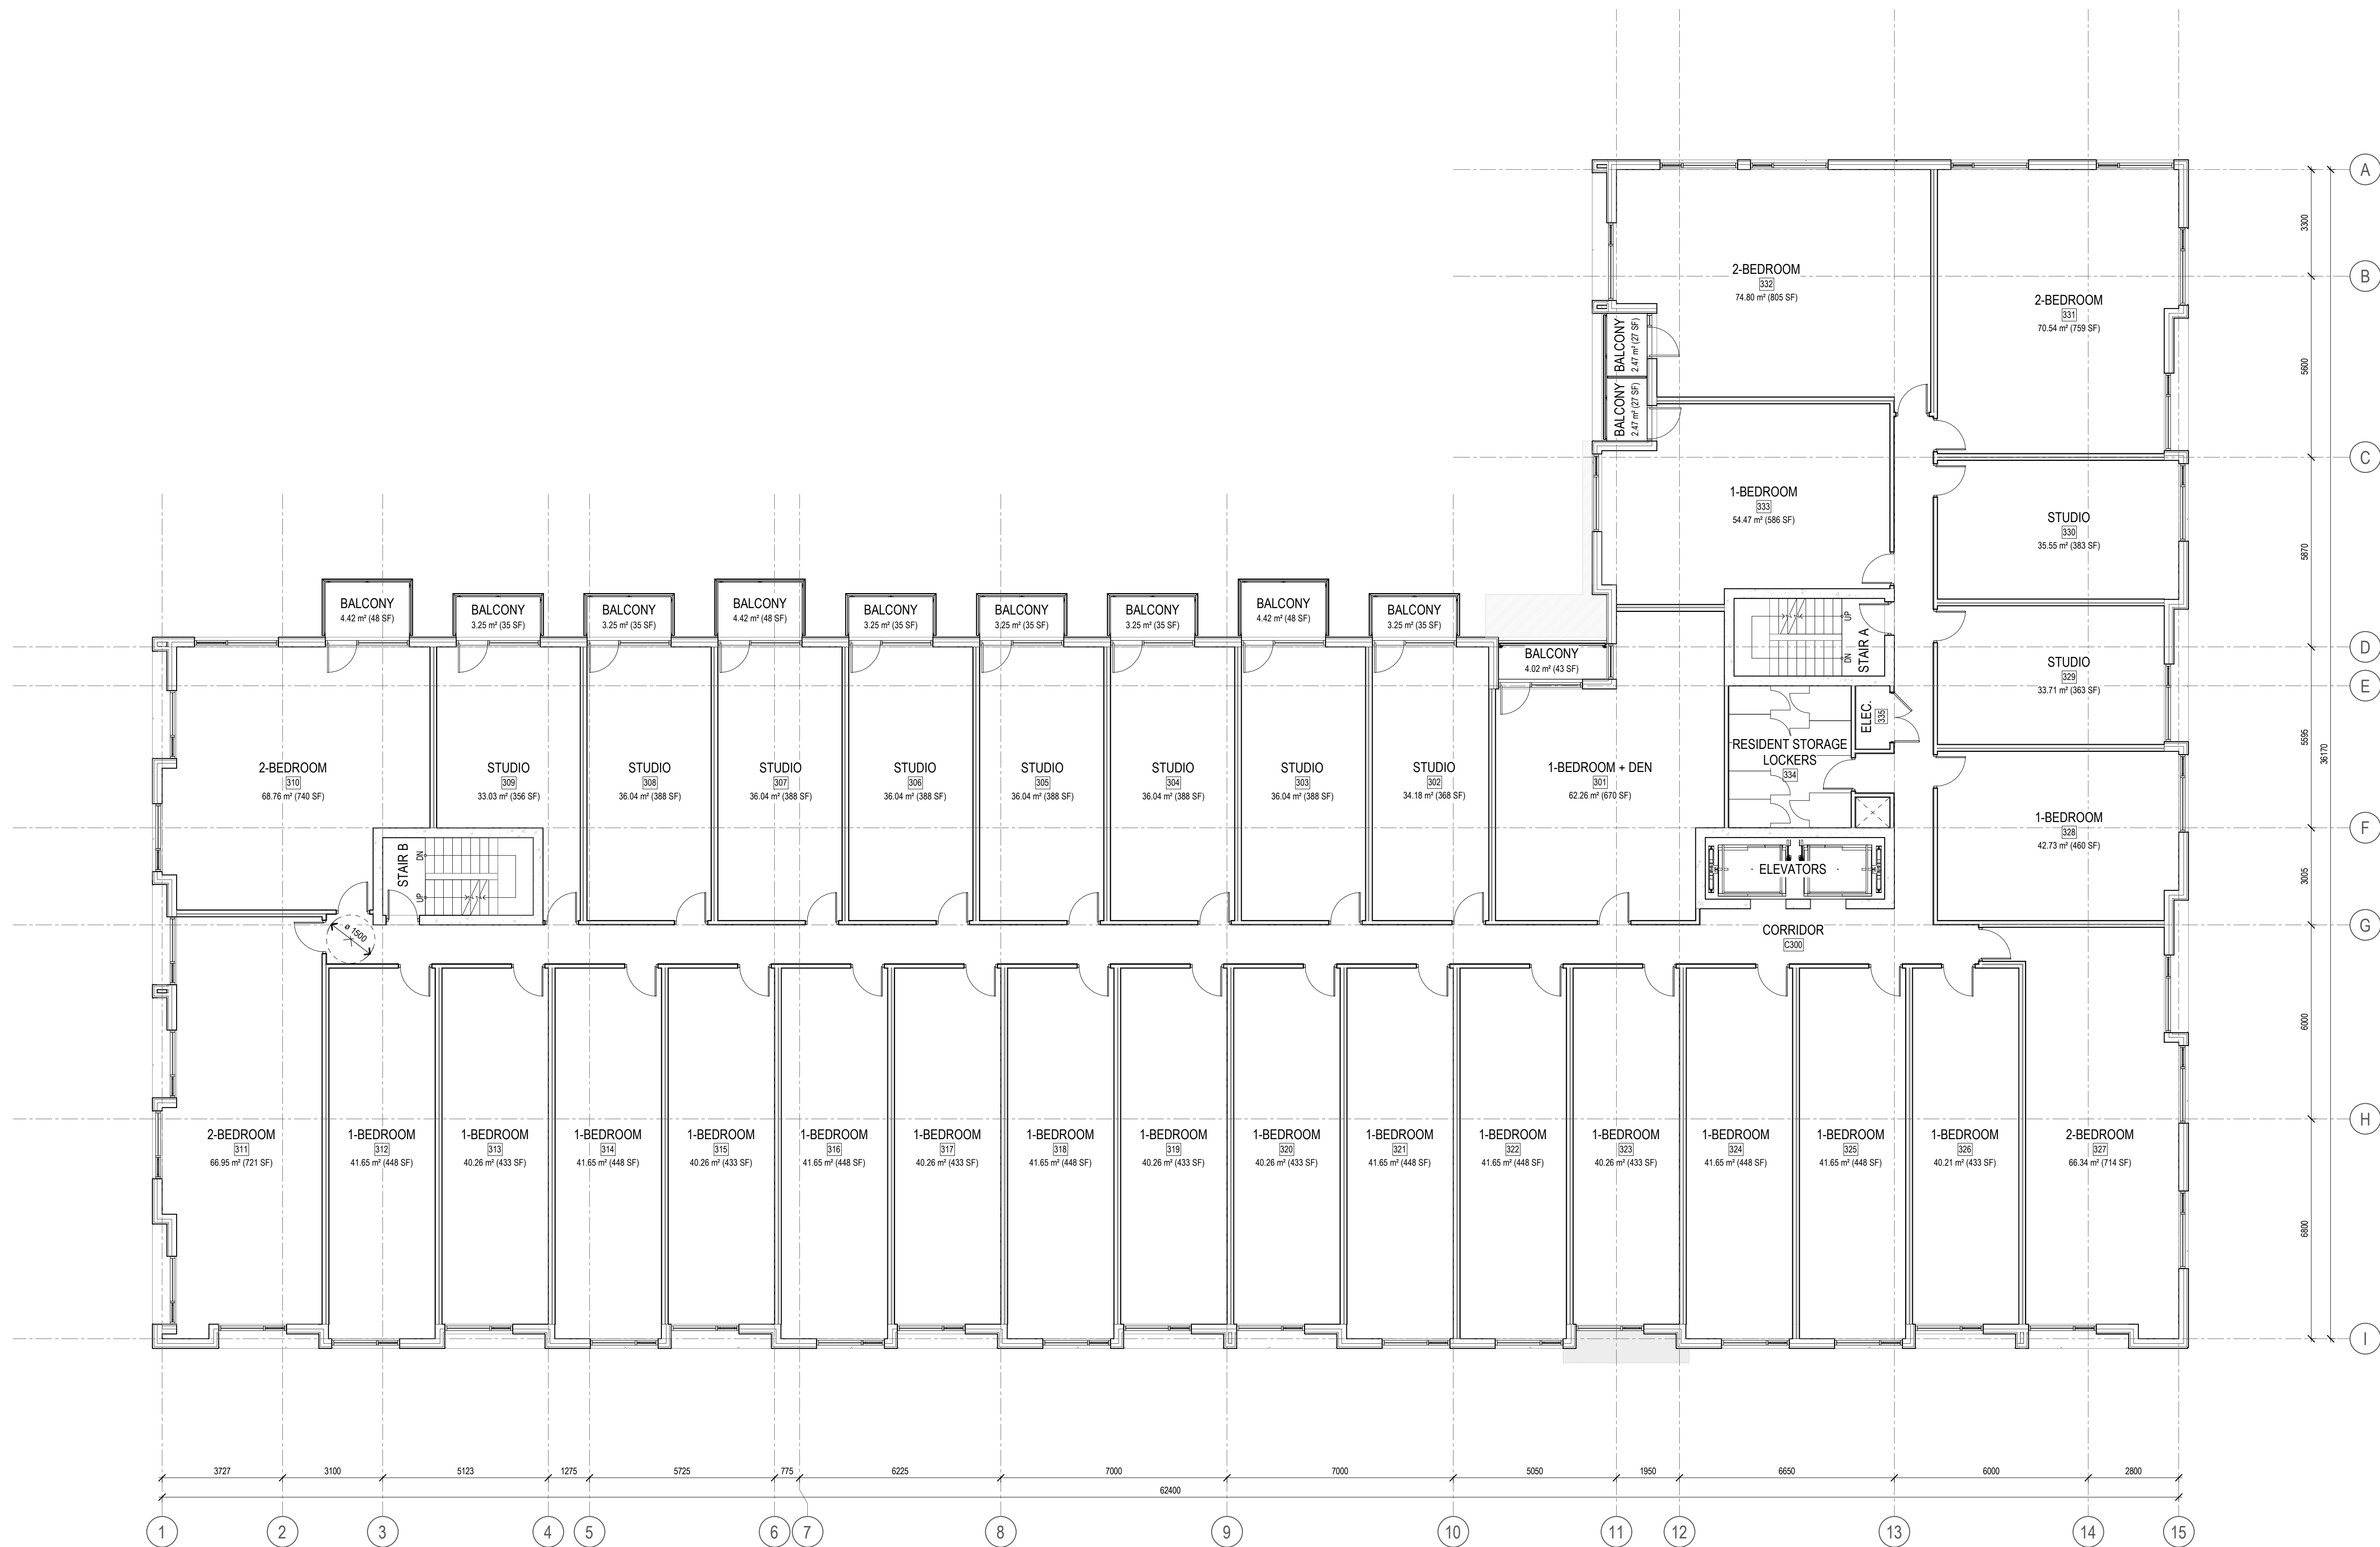 A
3300
B
2-BEDROOM
332
74.80 m² (805 SF)
2-BEDROOM
331
70.54 m² (759 SF)
BALCONY
2.47 m² (27 SF)
BALCONY
2.47 m² (27 SF)
5600
C
1-BEDROOM
333
54.47 m² (586 SF)
STUDIO
330
35.55 m² (383 SF)
5870
36170
BALCONY
4.42 m² (48 SF)
BALCONY
3.25 m² (35 SF)
BALCONY
3.25 m² (35 SF)
BALCONY
4.42 m² (48 SF)
BALCONY
3.25 m² (35 SF)
BALCONY
3.25 m² (35 SF)
BALCONY
3.25 m² (35 SF)
BALCONY
4.42 m² (48 SF)
BALCONY
3.25 m² (35 SF)
BALCONY
4.02 m² (43 SF)
UP
DN
STAIR A
D
STUDIO
329
33.71 m² (363 SF)
E
ELEC.
335
5595
RESIDENT STORAGE
LOCKERS
334
2-BEDROOM
310
68.76 m² (740 SF)
STUDIO
309
33.03 m² (356 SF)
STUDIO
308
36.04 m² (388 SF)
STUDIO
307
36.04 m² (388 SF)
STUDIO
306
36.04 m² (388 SF)
STUDIO
305
36.04 m² (388 SF)
STUDIO
304
36.04 m² (388 SF)
STUDIO
303
36.04 m² (388 SF)
STUDIO
302
34.18 m² (368 SF)
1-BEDROOM + DEN
301
62.26 m² (670 SF)
1-BEDROOM
328
42.73 m² (460 SF)
F
STAIR B
DN
UP
ELEVATORS
3005
G
ø 1500
CORRIDOR
C300
6000
H
2-BEDROOM
311
66.95 m² (721 SF)
1-BEDROOM
312
41.65 m² (448 SF)
1-BEDROOM
313
40.26 m² (433 SF)
1-BEDROOM
314
41.65 m² (448 SF)
1-BEDROOM
315
40.26 m² (433 SF)
1-BEDROOM
316
41.65 m² (448 SF)
1-BEDROOM
317
40.26 m² (433 SF)
1-BEDROOM
318
41.65 m² (448 SF)
1-BEDROOM
319
40.26 m² (433 SF)
1-BEDROOM
320
40.26 m² (433 SF)
1-BEDROOM
321
41.65 m² (448 SF)
1-BEDROOM
322
41.65 m² (448 SF)
1-BEDROOM
323
40.26 m² (433 SF)
1-BEDROOM
324
41.65 m² (448 SF)
1-BEDROOM
325
41.65 m² (448 SF)
1-BEDROOM
326
40.21 m² (433 SF)
2-BEDROOM
327
66.34 m² (714 SF)
6800
I
3727 3100 5123 1275 5725 775 6225 7000 7000 5050 1950 6650 6000 2800
62400
1 2 3 4 5 6 7 8 9 10 11 12 13 14 15